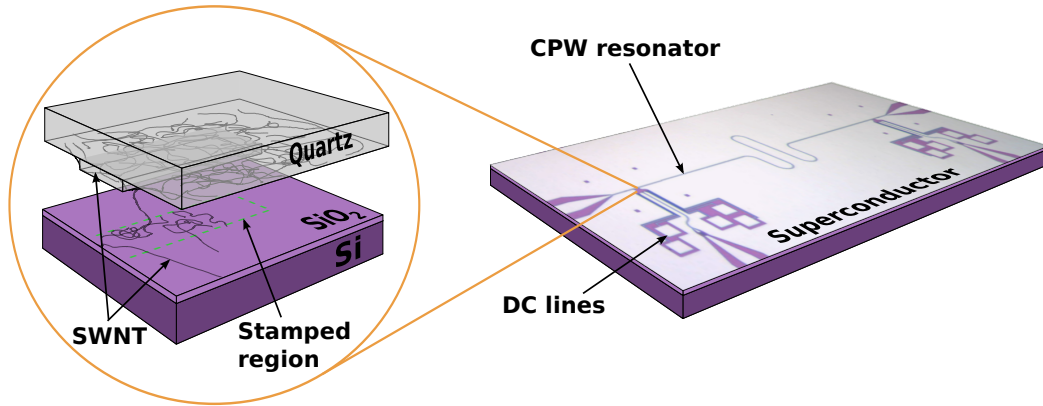 CPW resonator
Quartz
SiO₂
Si
Superconductor
SWNT
Stamped
region
DC lines